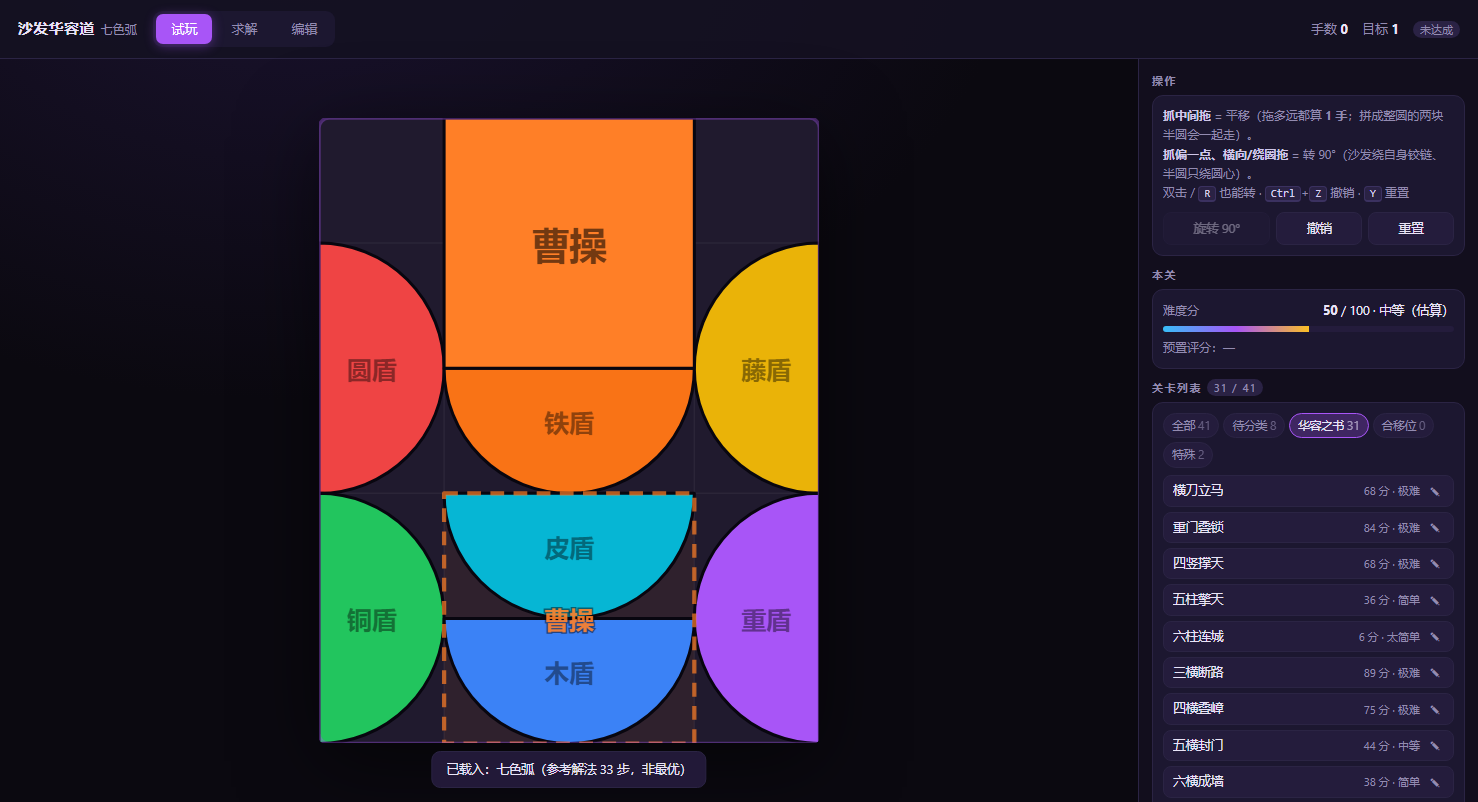 沙发华容道 七色弧 试玩 求解 编辑 手数 0 目标 1 未达成
操作
抓中间拖 = 平移（拖多远都算 1 手；拼成整圆的两块
半圆会一起走）。
抓偏一点、横向/绕圆拖 = 转 90°（沙发绕自身铰链、
半圆只绕圆心）。
双击 / R 也能转 · Ctrl + Z 撤销 · Y 重置
旋转 90° 撤销 重置
本关
难度分 50 / 100 · 中等（估算）
预置评分：—
关卡列表 31 / 41
全部 41 待分类 8 华容之书 31 合移位 0
特殊 2
横刀立马 68 分 · 极难
重门叠锁 84 分 · 极难
四竖撑天 68 分 · 极难
五柱擎天 36 分 · 简单
六柱连城 6 分 · 太简单
三横断路 89 分 · 极难
四横叠嶂 75 分 · 极难
五横封门 44 分 · 中等
六横成墙 38 分 · 简单
曹操
圆盾 藤盾
铁盾
皮盾
铜盾 曹操 重盾
木盾
已载入：七色弧（参考解法 33 步，非最优）